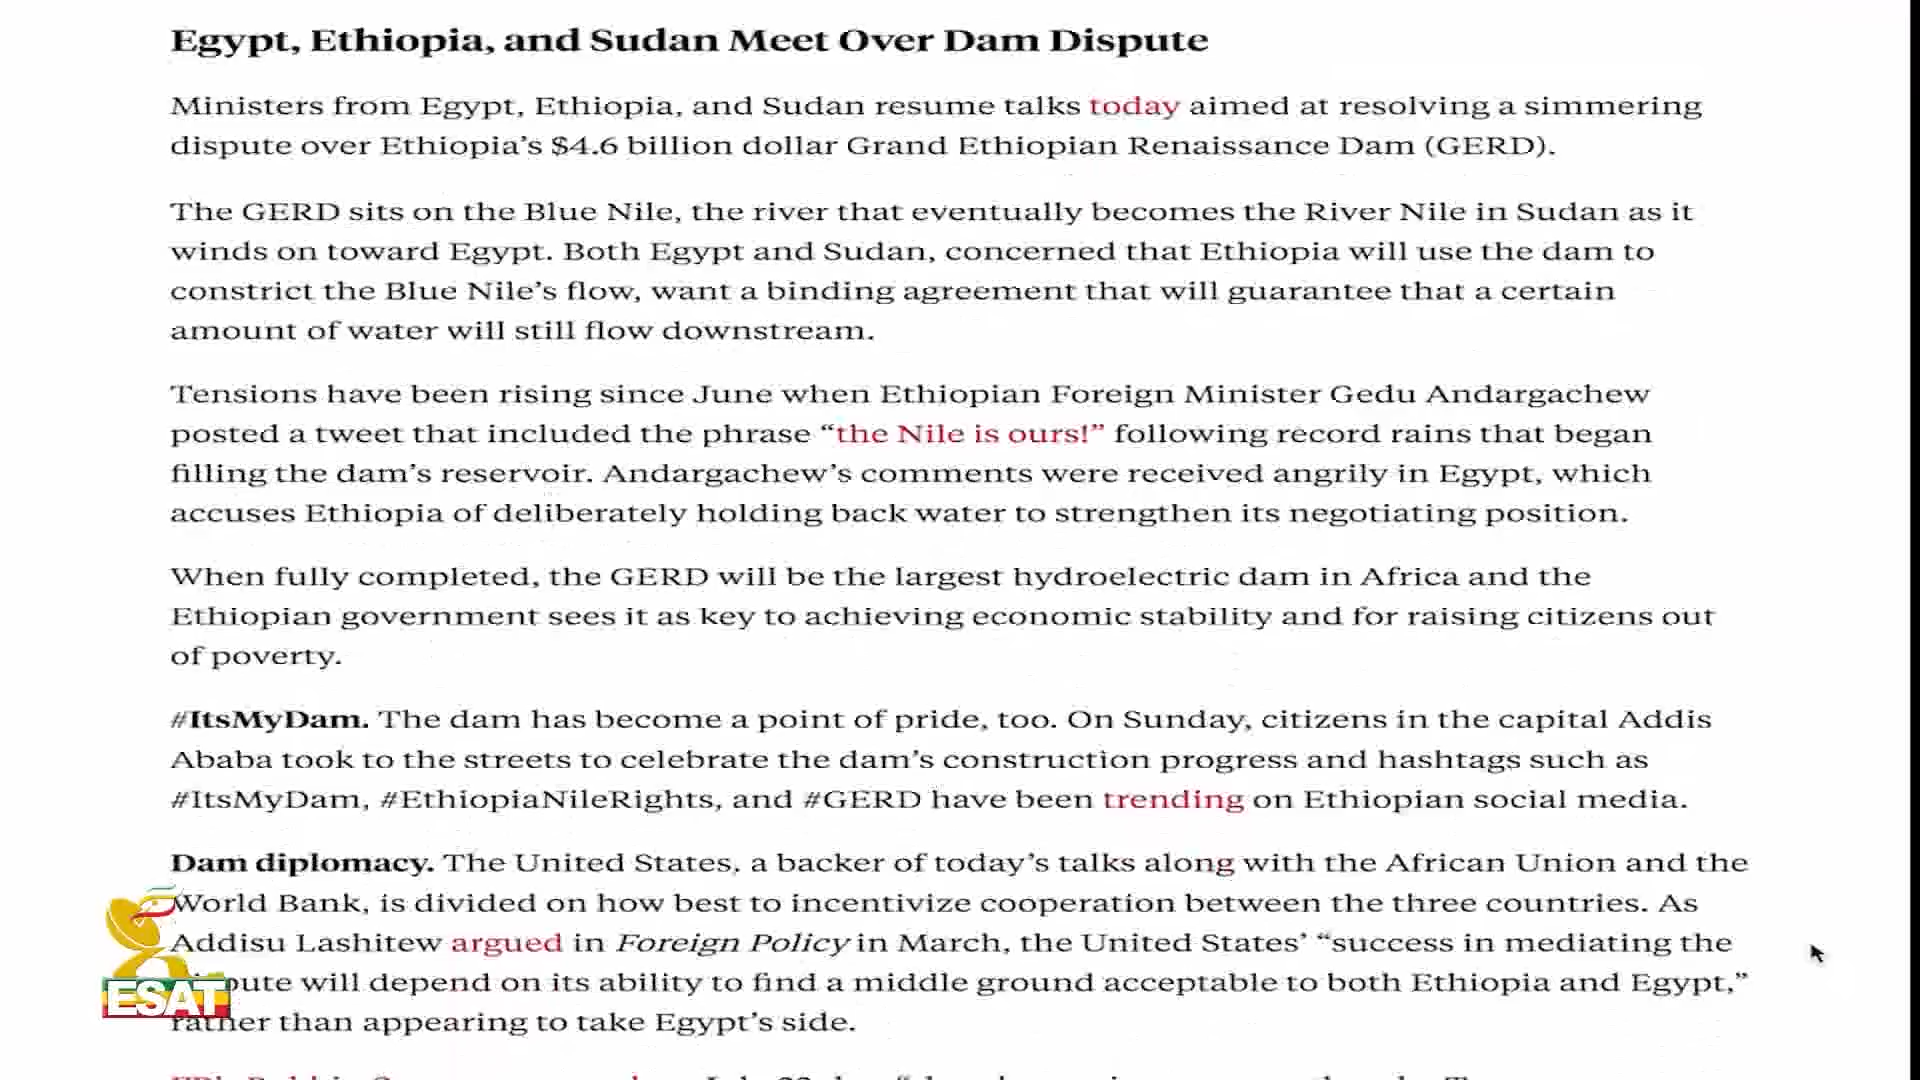 Egypt, Ethiopia, and Sudan Meet Over Dam Dispute
Ministers from Egypt, Ethiopia, and Sudan resume talks today aimed at resolving a simmering
dispute over Ethiopia’s $4.6 billion dollar Grand Ethiopian Renaissance Dam (GERD).
The GERD sits on the Blue Nile, the river that eventually becomes the River Nile in Sudan as it
winds on toward Egypt. Both Egypt and Sudan, concerned that Ethiopia will use the dam to
constrict the Blue Nile’s flow, want a binding agreement that will guarantee that a certain
amount of water will still flow downstream.
Tensions have been rising since June when Ethiopian Foreign Minister Gedu Andargachew
posted a tweet that included the phrase “the Nile is ours!” following record rains that began
filling the dam’s reservoir. Andargachew’s comments were received angrily in Egypt, which
accuses Ethiopia of deliberately holding back water to strengthen its negotiating position.
When fully completed, the GERD will be the largest hydroelectric dam in Africa and the
Ethiopian government sees it as key to achieving economic stability and for raising citizens out
of poverty.
#ItsMyDam. The dam has become a point of pride, too. On Sunday, citizens in the capital Addis
Ababa took to the streets to celebrate the dam’s construction progress and hashtags such as
#ItsMyDam, #EthiopiaNileRights, and #GERD have been trending on Ethiopian social media.
Dam diplomacy. The United States, a backer of today’s talks along with the African Union and the
World Bank, is divided on how best to incentivize cooperation between the three countries. As
Addisu Lashitew argued in Foreign Policy in March, the United States’ “success in mediating the
will depend on its ability to find a middle ground acceptable to both Ethiopia and Egypt,”
rather than appearing to take Egypt’s side.
ESAT